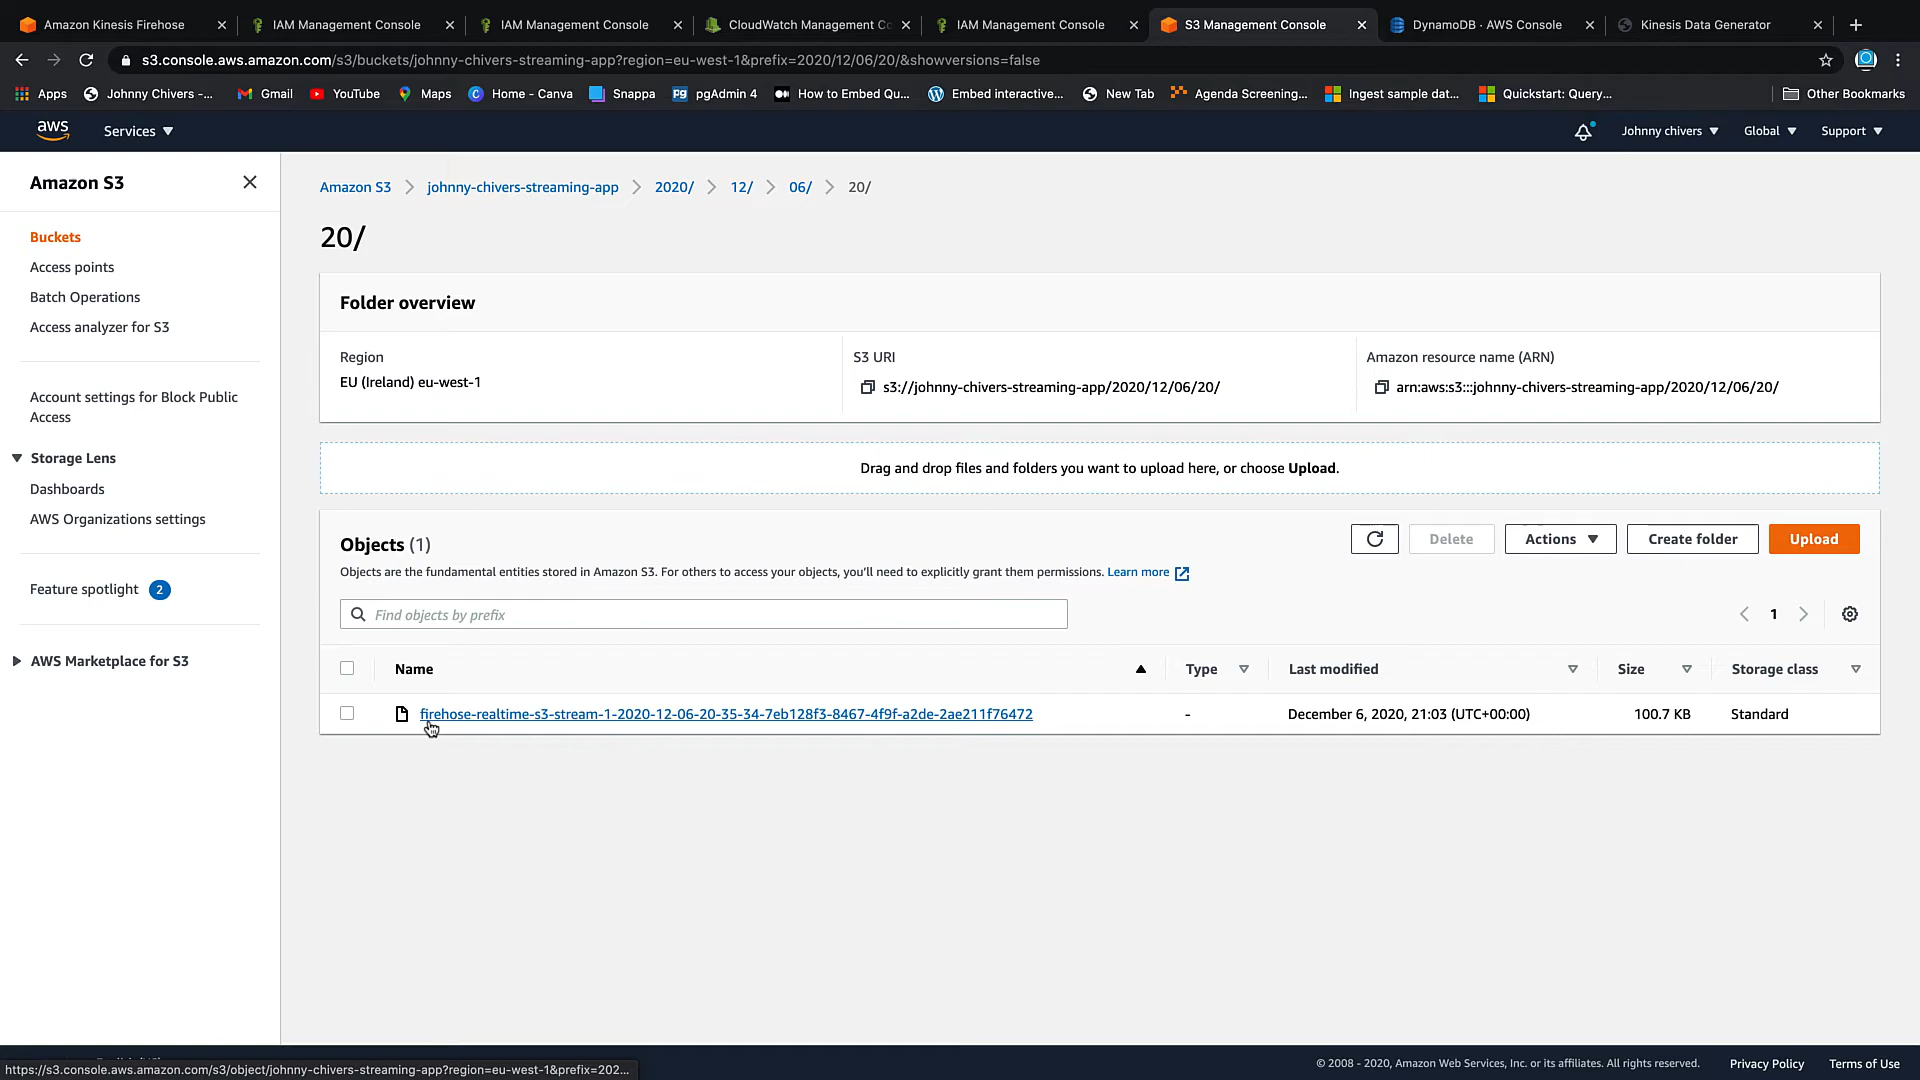 Amazon Kinesis Firehose
IAM Management Console
IAM Management Console
CloudWatch Management Co
IAM Management Console
S3 Management Console
DynamoDB · AWS Console
Kinesis Data Generator
s3.console.aws.amazon.com/s3/buckets/johnny-chivers-streaming-app?region=eu-west-1&prefix=2020/12/06/20/&showversions=false
Apps
Johnny Chivers -...
Gmail
YouTube
Maps
Home - Canva
Snappa
pgAdmin 4
How to Embed Qu...
Embed interactive...
New Tab
Agenda Screening...
Ingest sample dat...
Quickstart: Query...
Other Bookmarks
aws
Services
Johnny chivers
Global
Support
Amazon S3
Buckets
Access points
Batch Operations
Access analyzer for S3
Account settings for Block Public
Access
Storage Lens
Dashboards
AWS Organizations settings
Feature spotlight 2
AWS Marketplace for S3
Amazon S3 > johnny-chivers-streaming-app > 2020/ > 12/ > 06/ > 20/
20/
Folder overview
Region
EU (Ireland) eu-west-1
S3 URI
s3://johnny-chivers-streaming-app/2020/12/06/20/
Amazon resource name (ARN)
arn:aws:s3:::johnny-chivers-streaming-app/2020/12/06/20/
Drag and drop files and folders you want to upload here, or choose Upload.
Objects (1)
Delete
Actions
Create folder
Upload
Objects are the fundamental entities stored in Amazon S3. For others to access your objects, you'll need to explicitly grant them permissions. Learn more
Find objects by prefix
1
Name
Type
Last modified
Size
Storage class
firehose-realtime-s3-stream-1-2020-12-06-20-35-34-7eb128f3-8467-4f9f-a2de-2ae211f76472
-
December 6, 2020, 21:03 (UTC+00:00)
100.7 KB
Standard
https://s3.console.aws.amazon.com/s3/object/johnny-chivers-streaming-app?region=eu-west-1&prefix=202...
© 2008 - 2020, Amazon Web Services, Inc. or its affiliates. All rights reserved.
Privacy Policy
Terms of Use